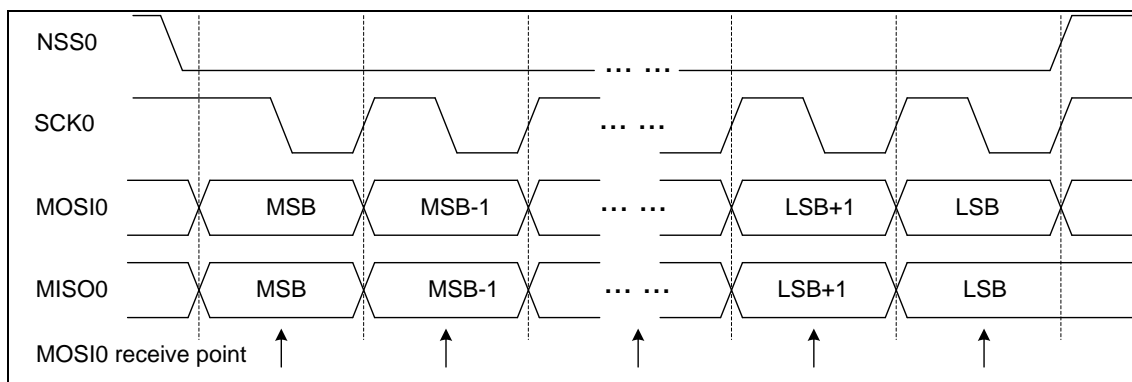 NSS0
... ...
SCK0
... ...
MOSI0 MSB MSB-1 ... ... LSB+1 LSB
MISO0 MSB MSB-1 ... ... LSB+1 LSB
MOSI0 receive point